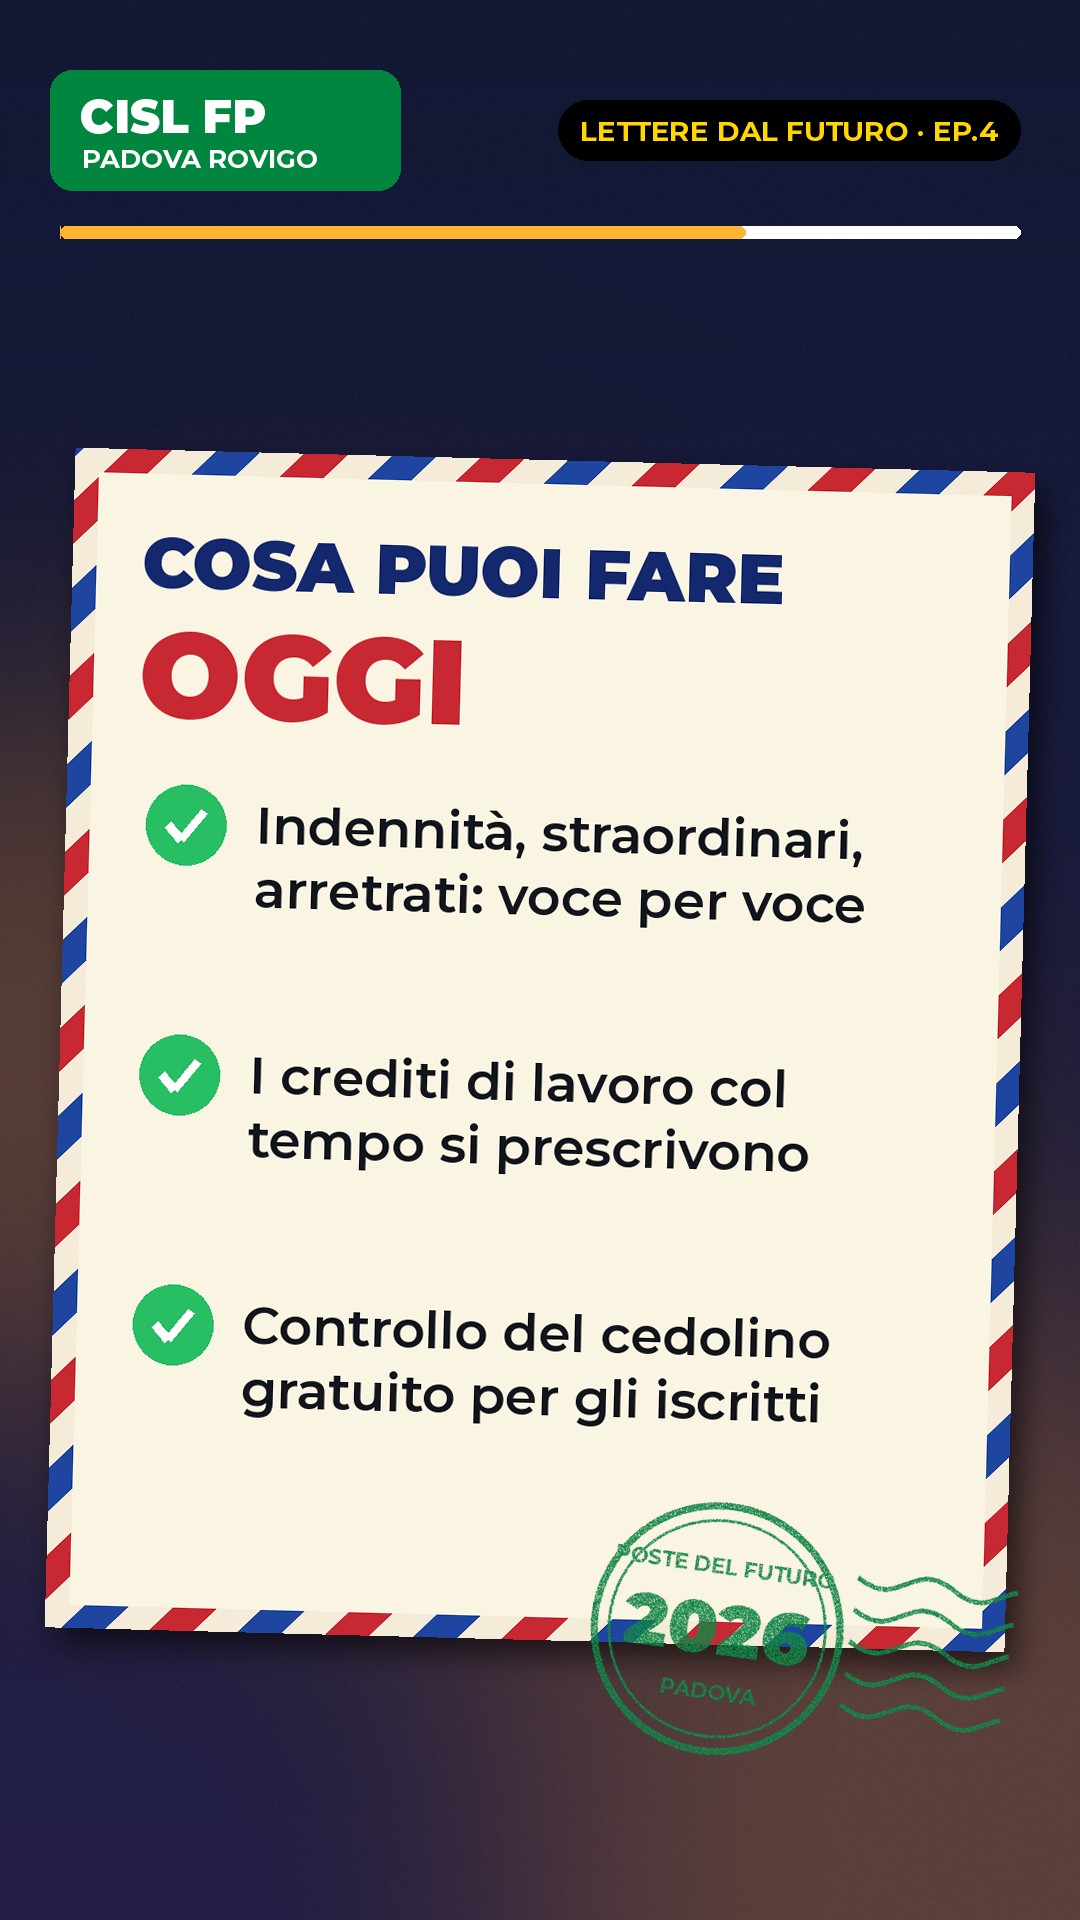 CISL FP
PADOVA ROVIGO
LETTERE DAL FUTURO · EP.4
COSA PUOI FARE
OGGI
Indennità, straordinari,
arretrati: voce per voce
I crediti di lavoro col
tempo si prescrivono
Controllo del cedolino
gratuito per gli iscritti
POSTE DEL FUTURO
2026
PADOVA